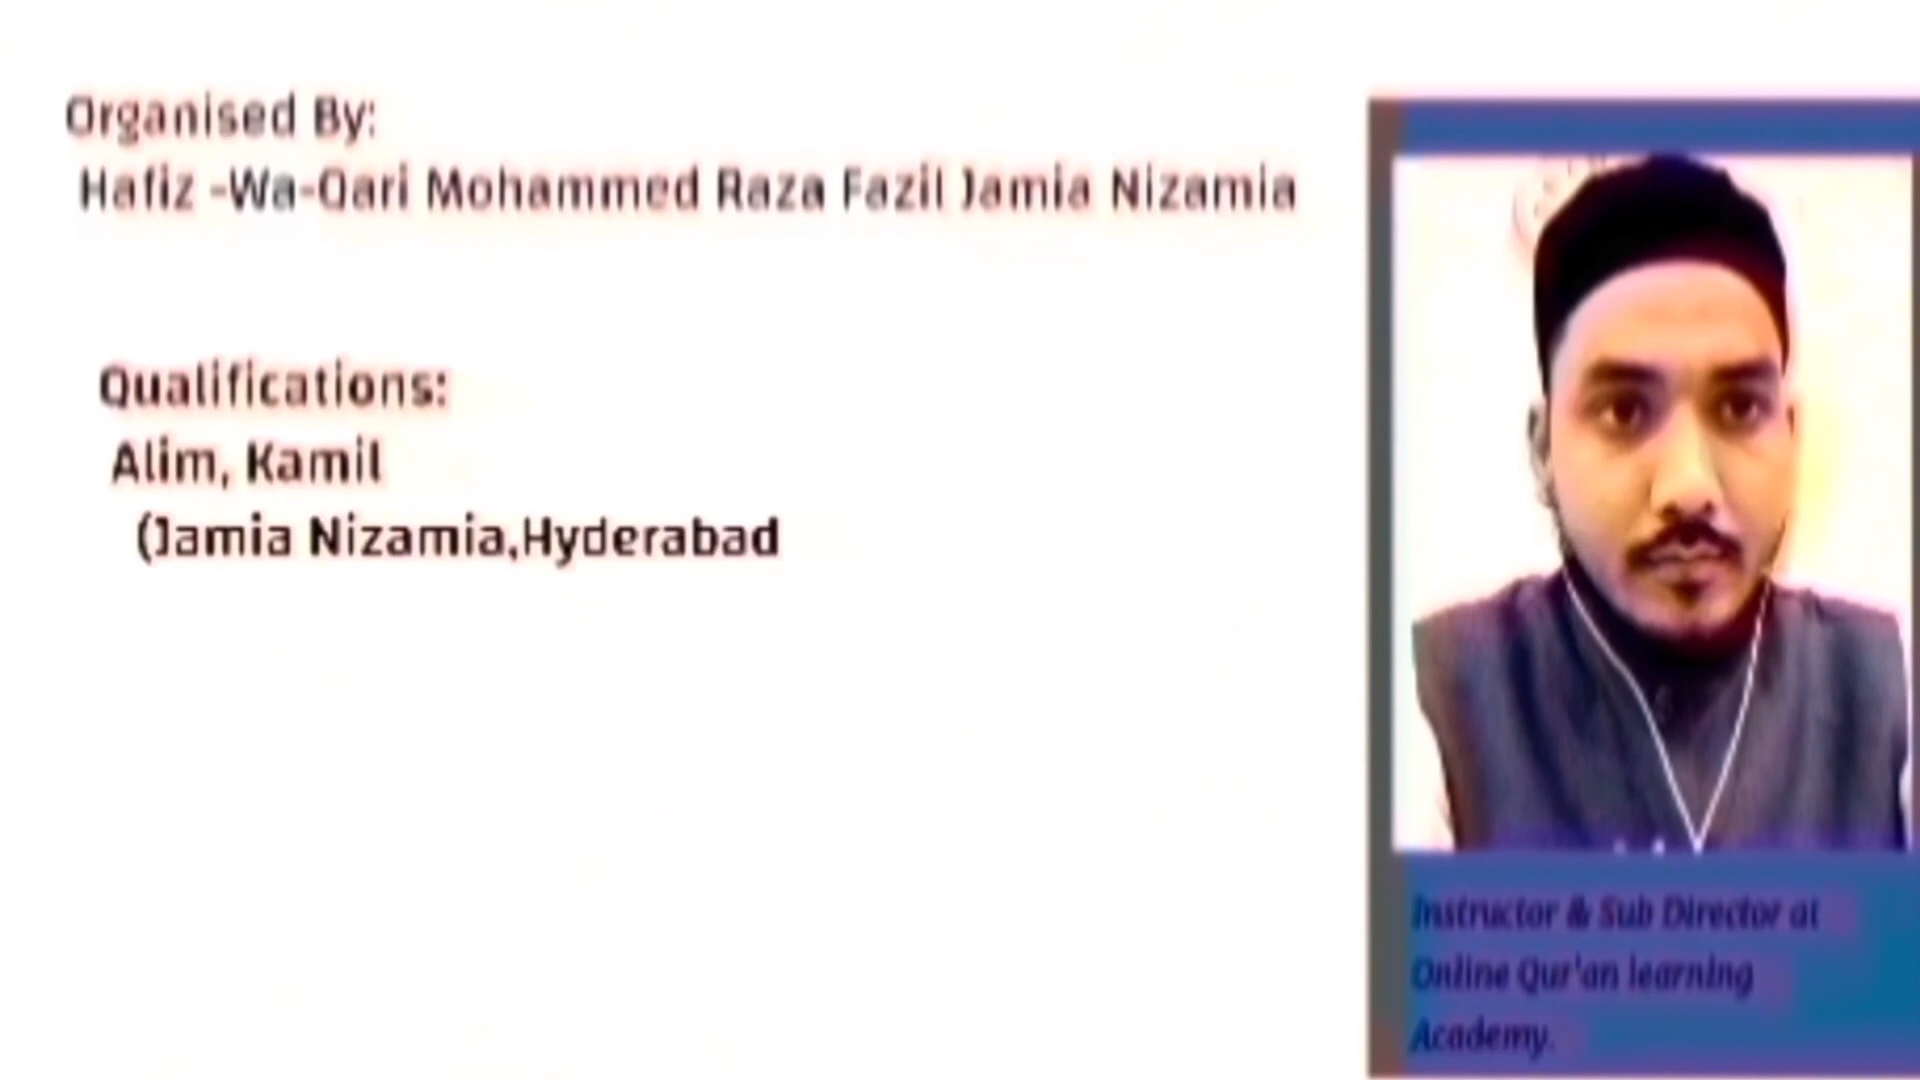 Organised By:
Hafiz -Wa-Qari Mohammed Raza Fazil Jamia Nizamia
Qualifications:
Alim, Kamil
(Jamia Nizamia,Hyderabad
Instructor & Sub Director at
Online Qur'an learning
Academy.